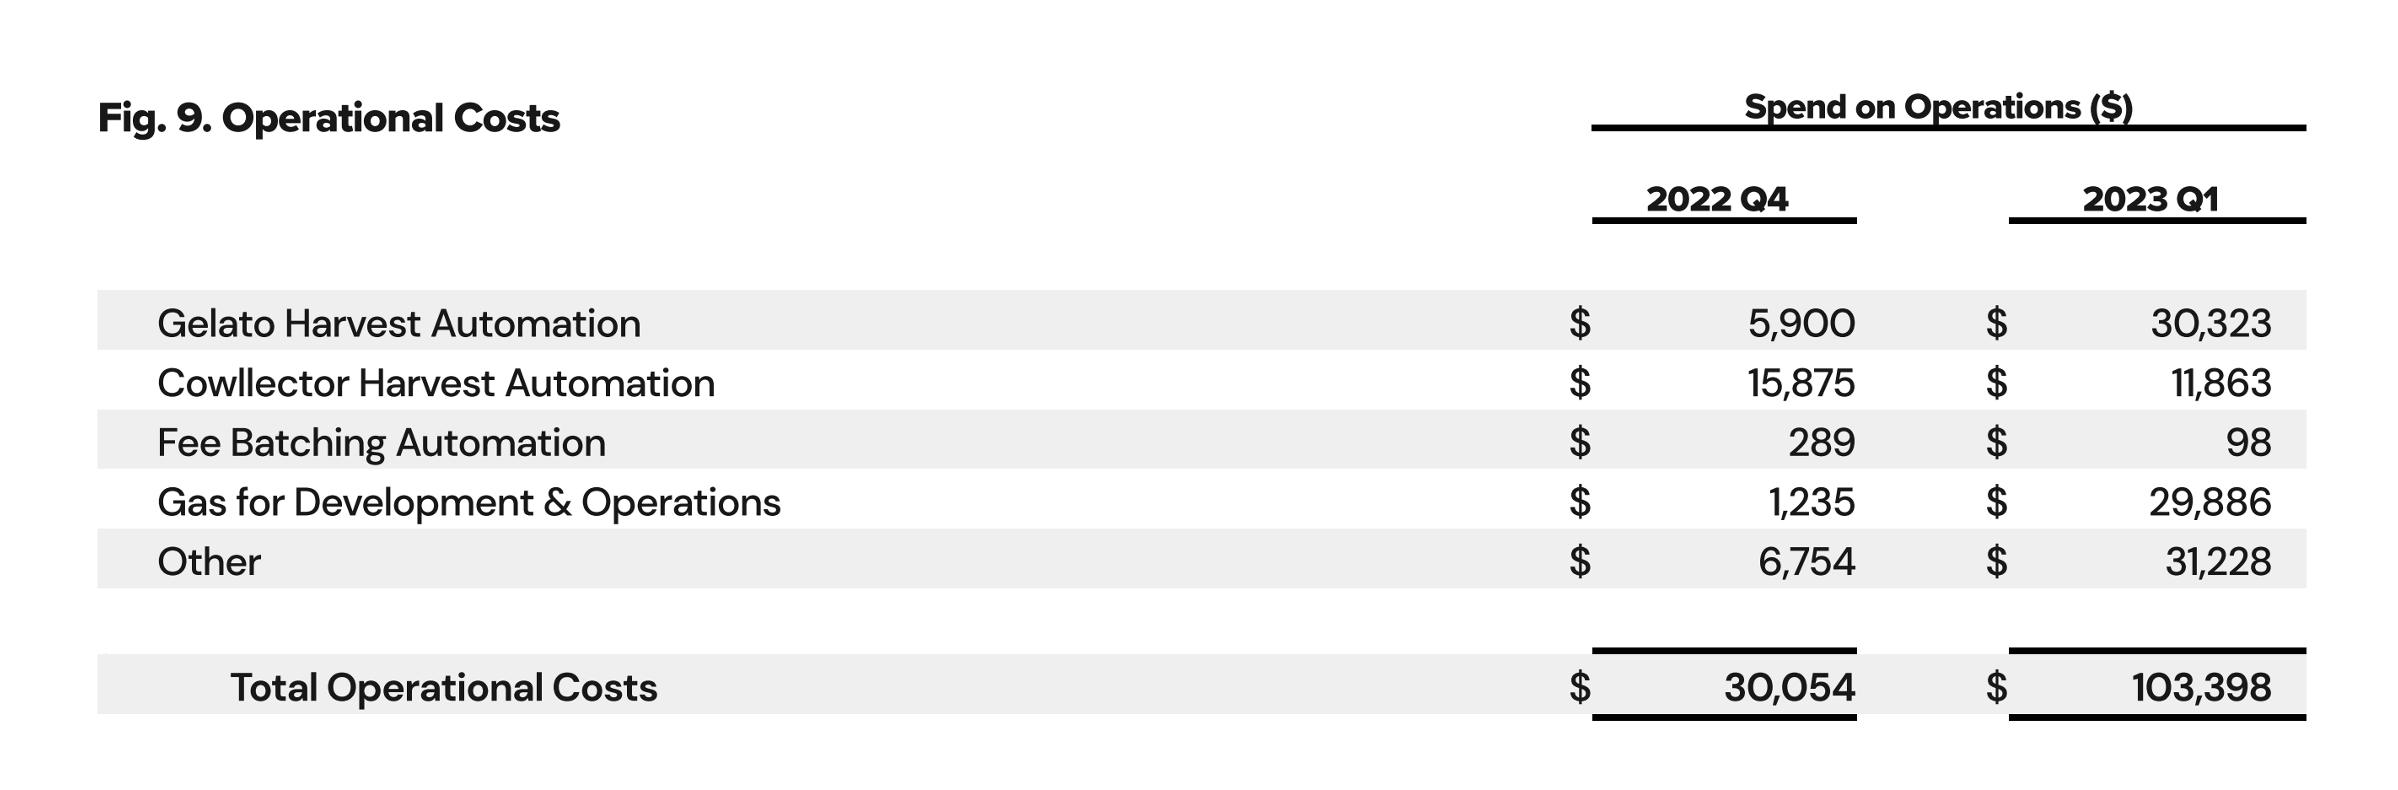 Fig. 9. Operational Costs
Spend on Operations ($)
2022 Q4 2023 Q1
Gelato Harvest Automation $ 5,900 $ 30,323
Cowllector Harvest Automation $ 15,875 $ 11,863
Fee Batching Automation $ 289 $ 98
Gas for Development & Operations $ 1,235 $ 29,886
Other $ 6,754 $ 31,228
Total Operational Costs $ 30,054 $ 103,398